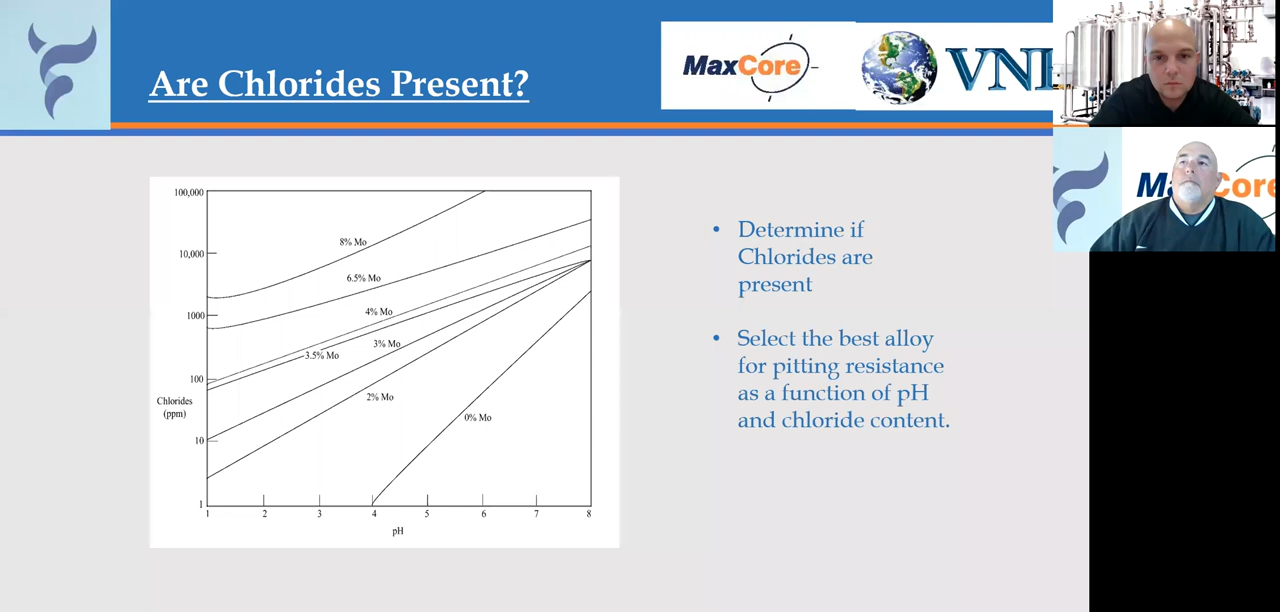 Are Chlorides Present?
MaxCore
VNE
100,000
10,000
1000
100
Chlorides
(ppm)
10
1
8% Mo
6.5% Mo
4% Mo
3.5% Mo
3% Mo
2% Mo
0% Mo
1 2 3 4 5 6 7 8
pH
• Determine if
Chlorides are
present
• Select the best alloy
for pitting resistance
as a function of pH
and chloride content.